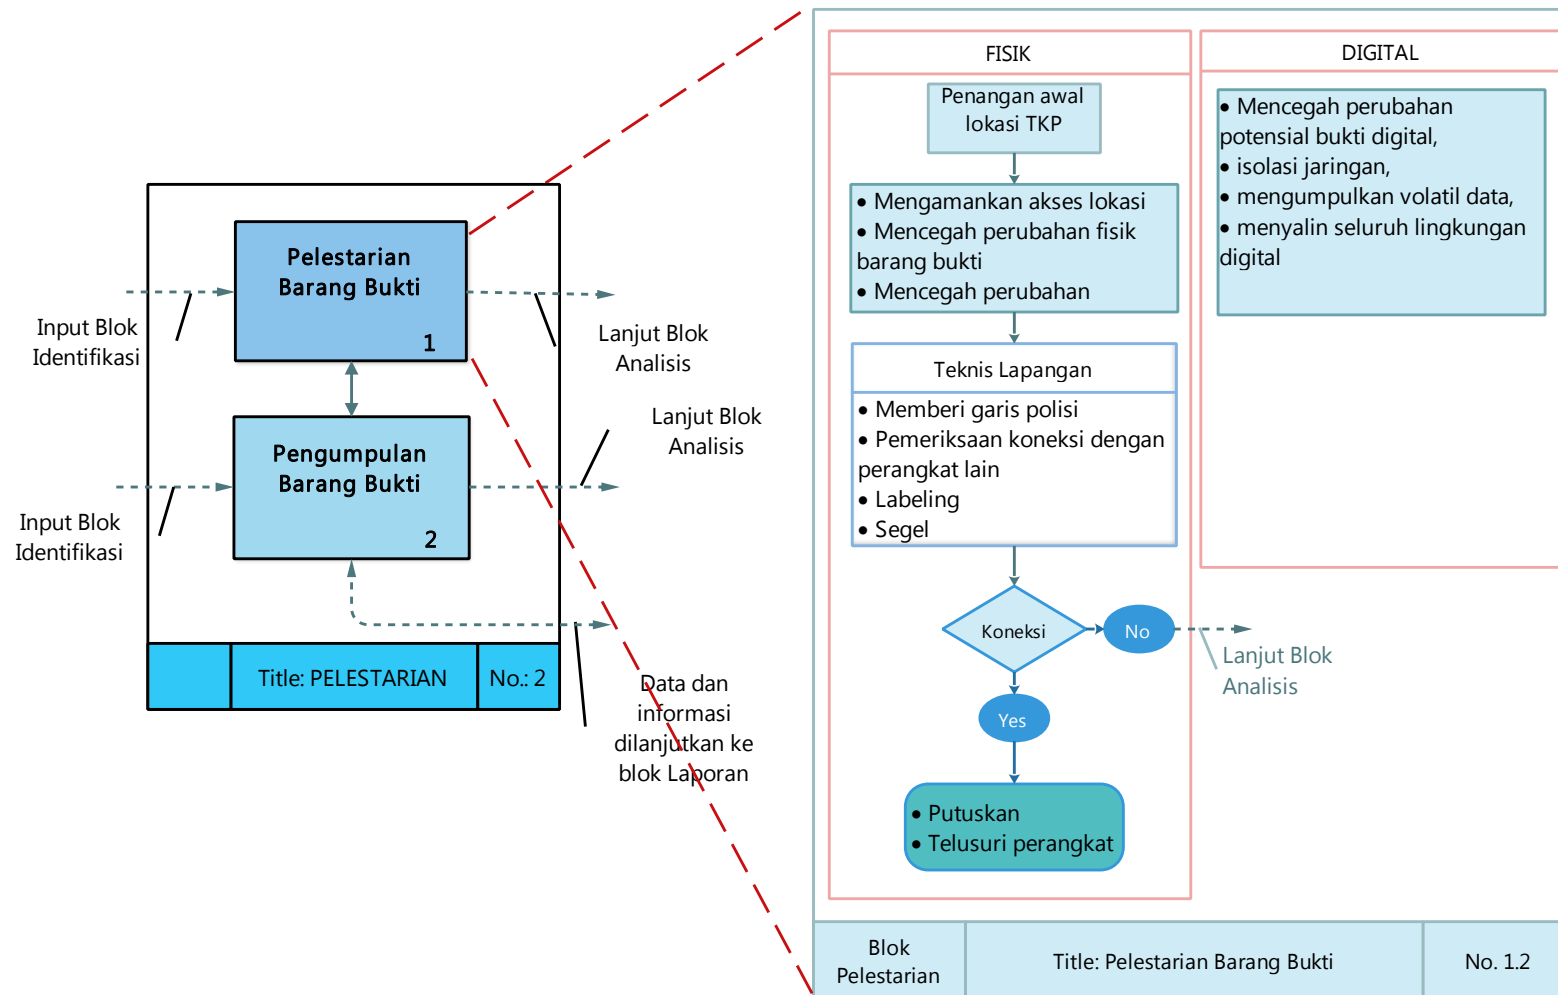 Pelestarian
Barang Bukti
1
Input Blok
Identifikasi
Lanjut Blok
Analisis
Pengumpulan
Barang Bukti
2
Input Blok
Identifikasi
Lanjut Blok
Analisis
Title: PELESTARIAN
No.: 2
Data dan
informasi
dilanjutkan ke
blok Laporan
FISIK
Penangan awal
lokasi TKP
• Mengamankan akses lokasi
• Mencegah perubahan fisik
barang bukti
• Mencegah perubahan
Teknis Lapangan
• Memberi garis polisi
• Pemeriksaan koneksi dengan
perangkat lain
• Labeling
• Segel
Koneksi
No
Lanjut Blok
Analisis
Yes
• Putuskan
• Telusuri perangkat
DIGITAL
• Mencegah perubahan
potensial bukti digital,
• isolasi jaringan,
• mengumpulkan volatil data,
• menyalin seluruh lingkungan
digital
Blok
Pelestarian
Title: Pelestarian Barang Bukti
No. 1.2